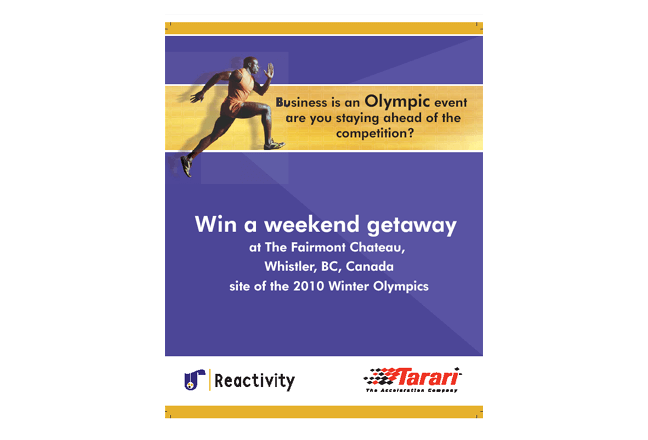 Business is an Olympic event
are you staying ahead of the
competition?
Win a weekend getaway
at The Fairmont Chateau,
Whistler, BC, Canada
site of the 2010 Winter Olympics
Reactivity
Tarari
The Acceleration Company